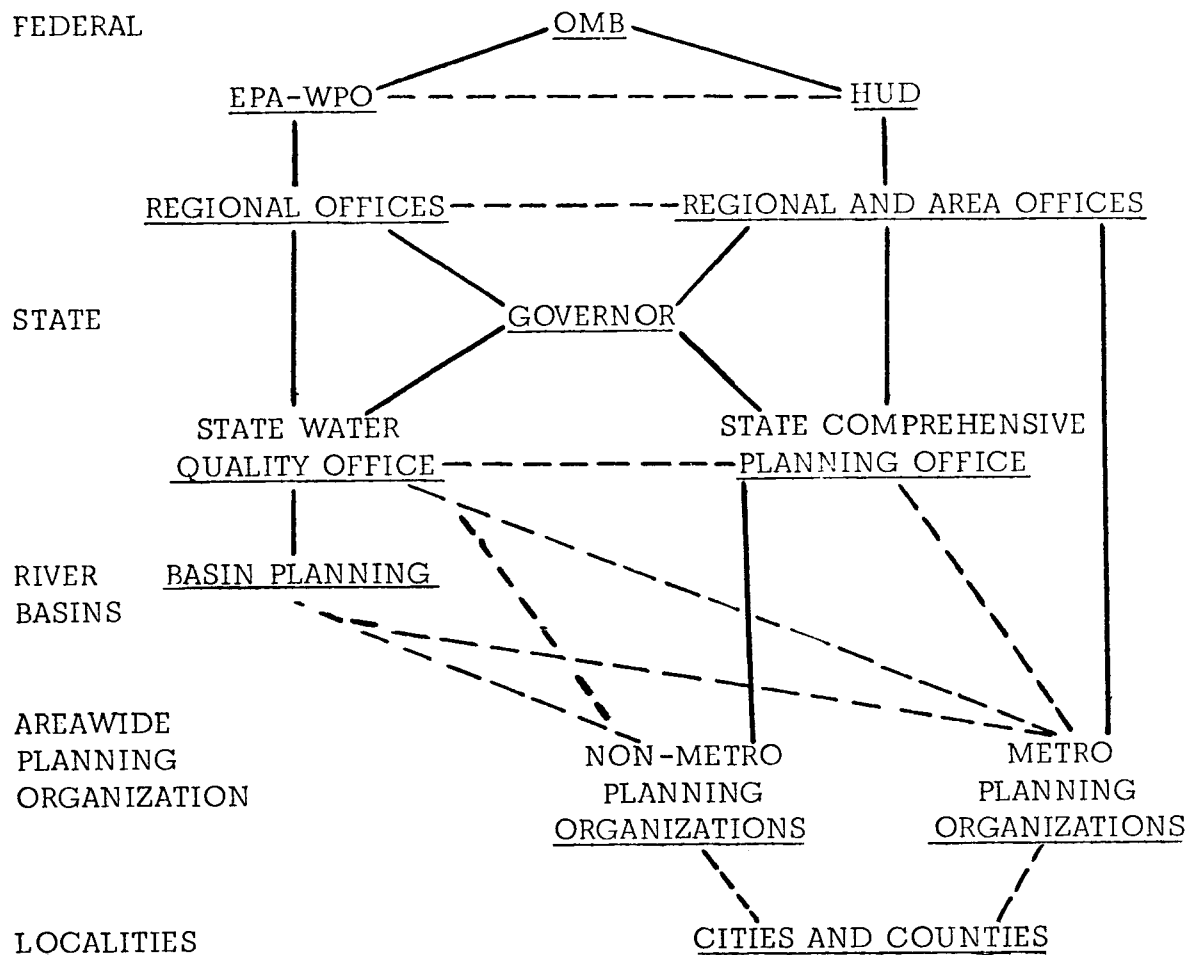 FEDERAL
OMB
EPA-WPO
HUD
REGIONAL OFFICES
REGIONAL AND AREA OFFICES
STATE
GOVERNOR
STATE WATER
QUALITY OFFICE
STATE COMPREHENSIVE
PLANNING OFFICE
RIVER
BASINS
BASIN PLANNING
AREAWIDE
PLANNING
ORGANIZATION
NON-METRO
PLANNING
ORGANIZATIONS
METRO
PLANNING
ORGANIZATIONS
LOCALITIES
CITIES AND COUNTIES